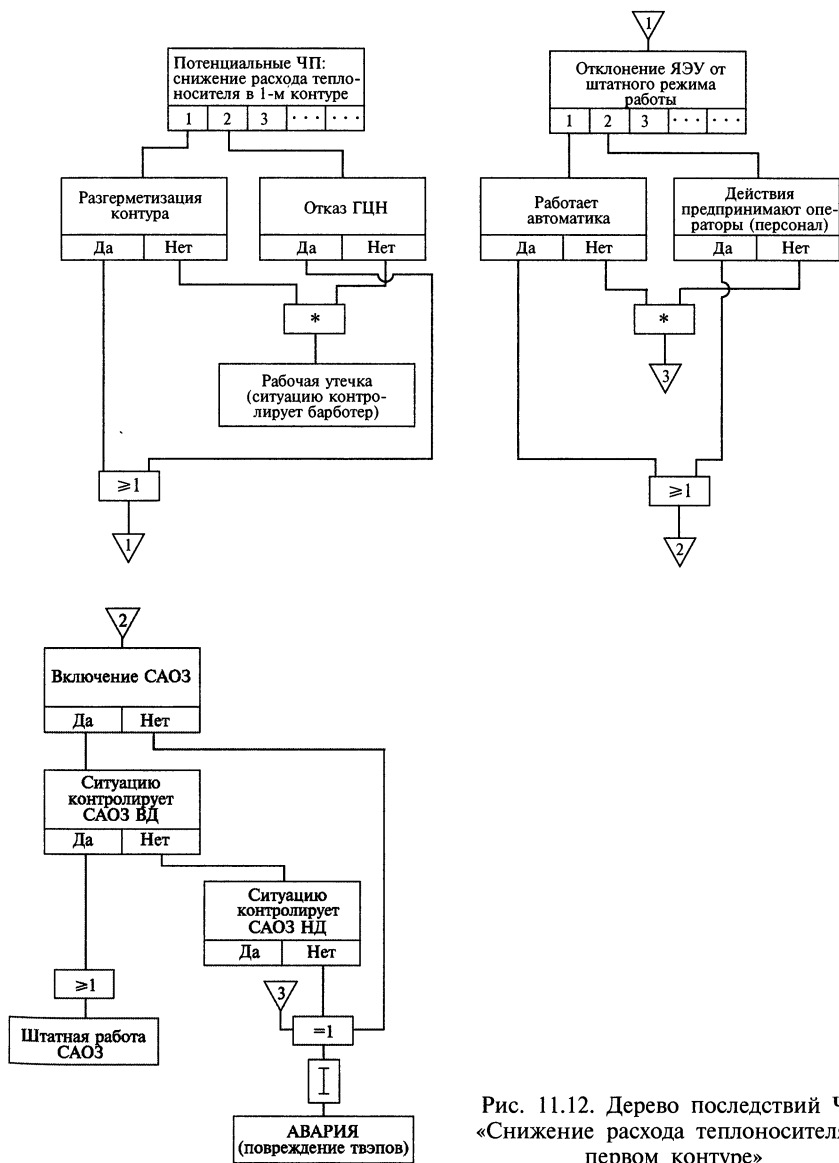 Потенциальные ЧП:
снижение расхода тепло-
носителя в 1-м контуре
1 2 3 ··· ···
Разгерметизация
контура
Да Нет
Отказ ГЦН
Да Нет
*
Рабочая утечка
(ситуацию контро-
лирует барботер)
≥1
1
1
Отклонение ЯЭУ от
штатного режима
работы
1 2 3 ··· ···
Работает
автоматика
Да Нет
Действия
предпринимают опе-
раторы (персонал)
Да Нет
*
3
≥1
2
2
Включение САОЗ
Да Нет
Ситуацию
контролирует
САОЗ ВД
Да Нет
Ситуацию
контролирует
САОЗ НД
Да Нет
≥1
Штатная работа
САОЗ
3
=1
АВАРИЯ
(повреждение твэпов)
Рис. 11.12. Дерево последствий Ч
«Снижение расхода теплоносителя
первом контуре»